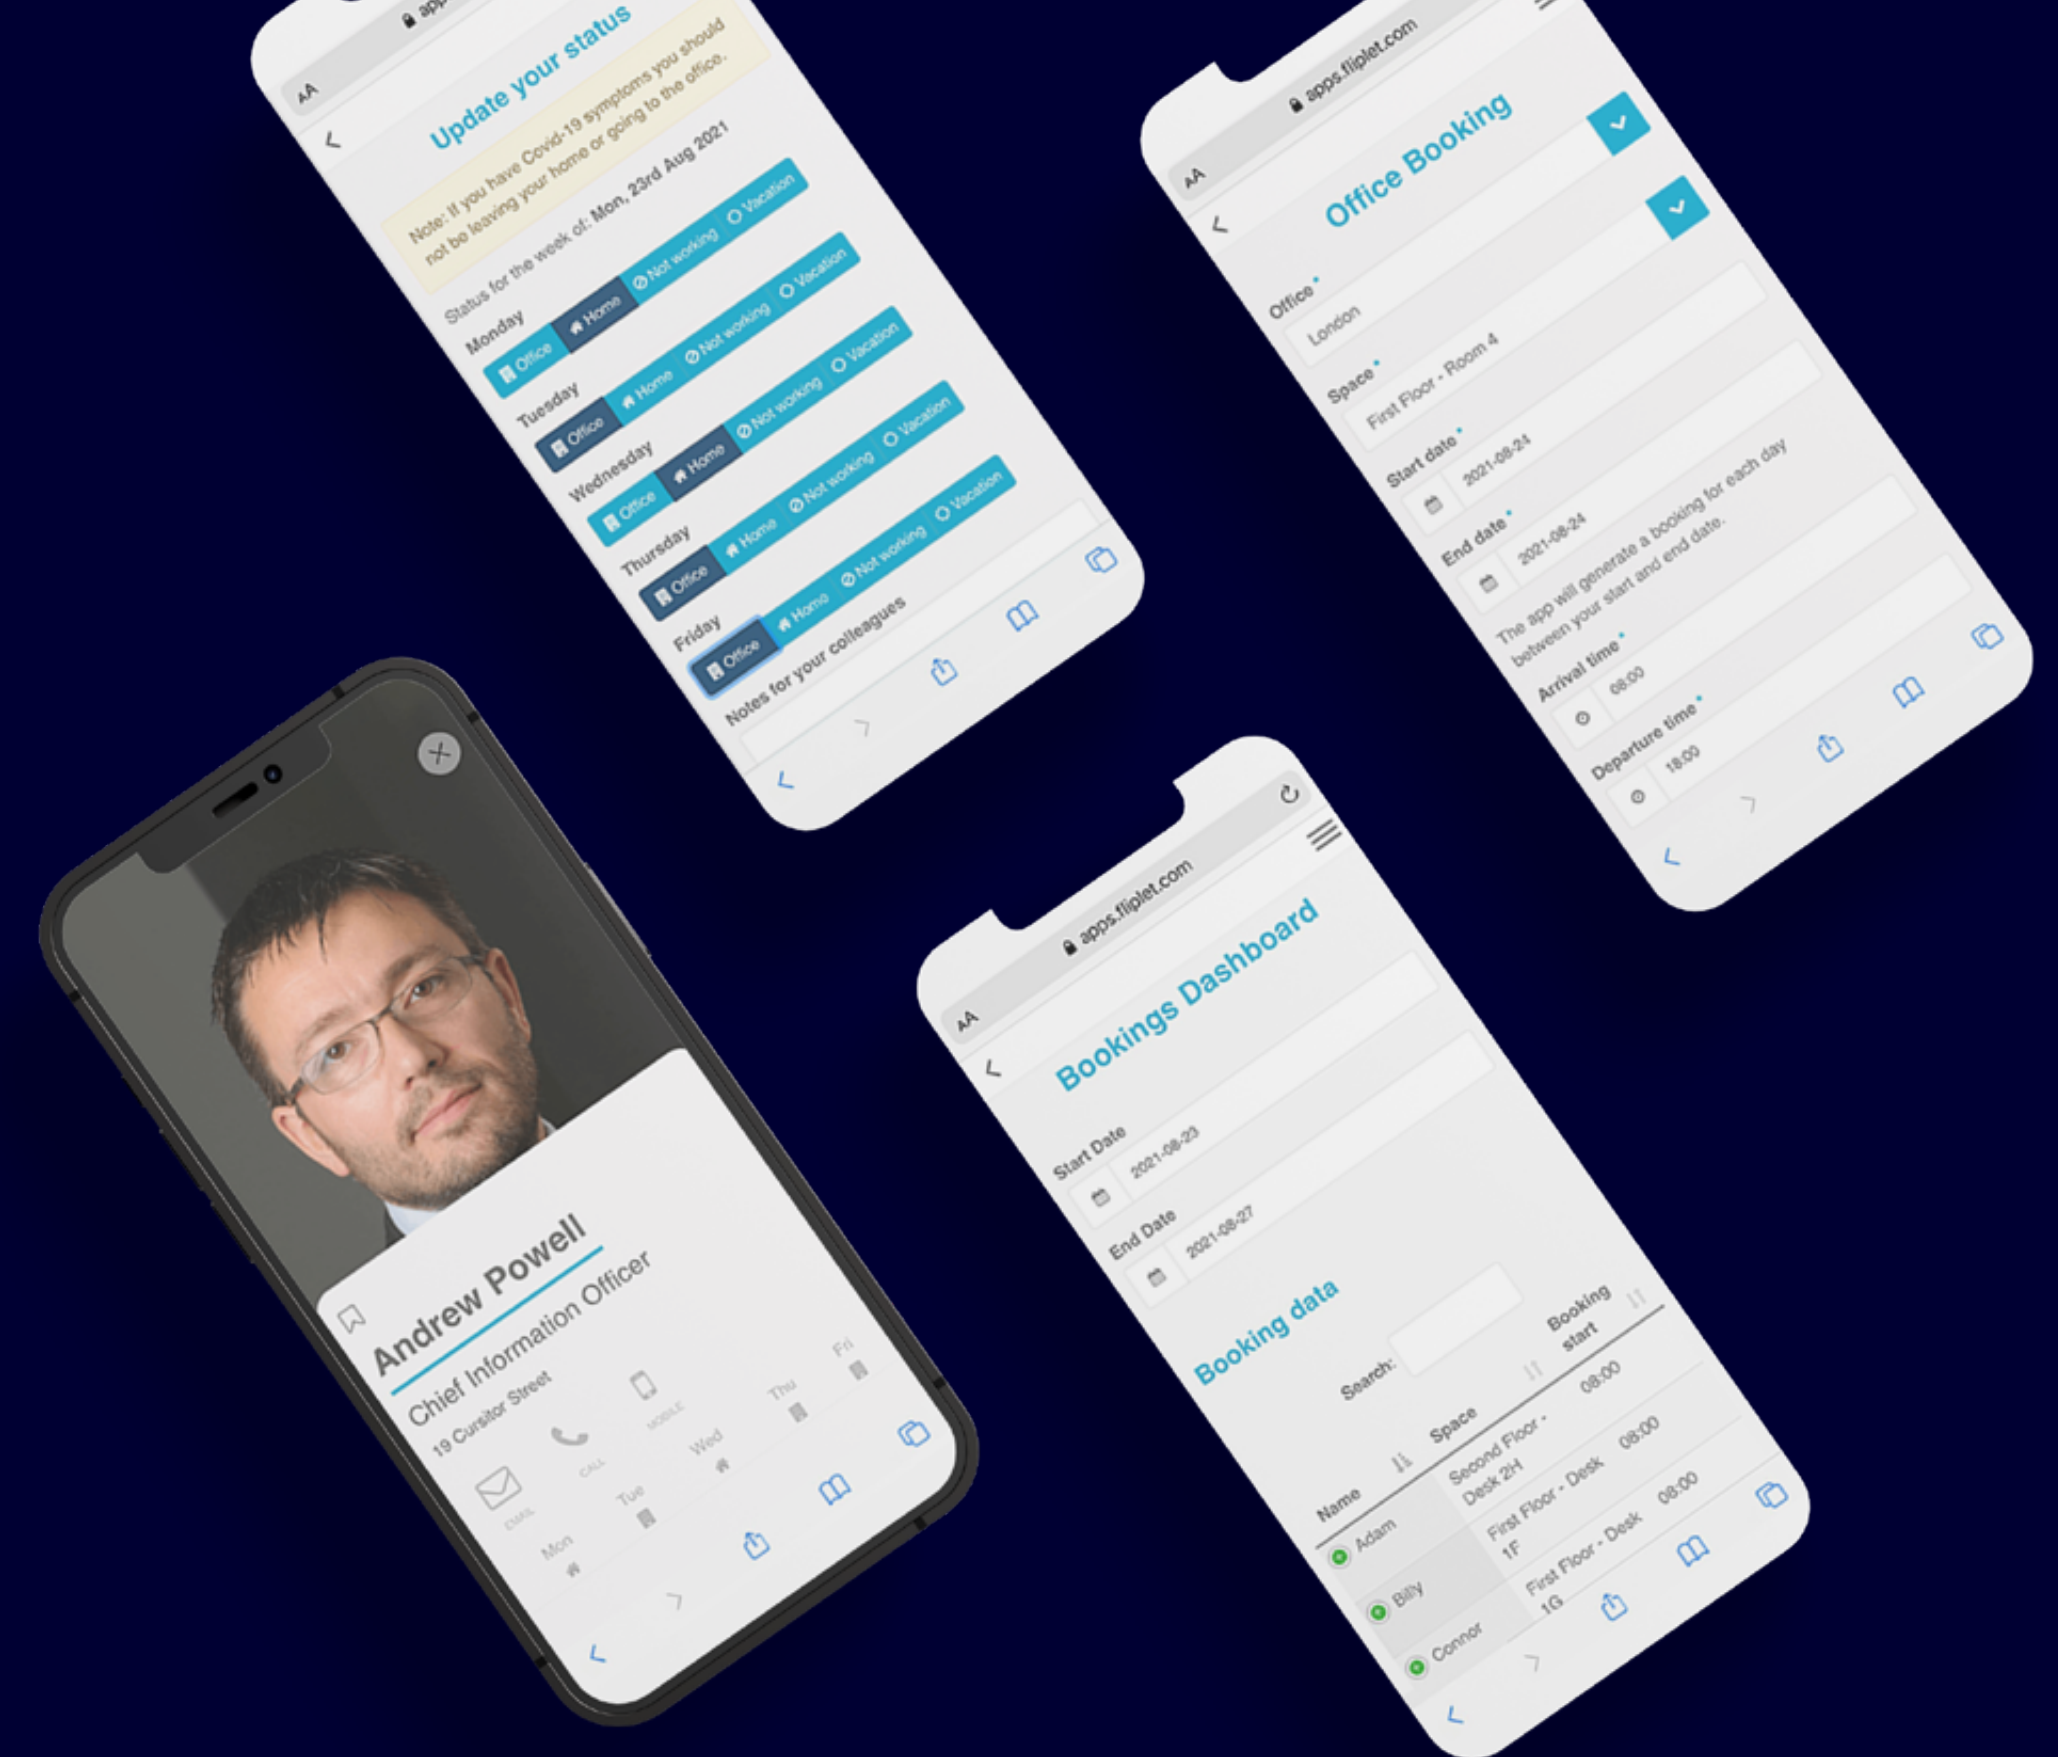 AA
Update your status
Note: If you have Covid-19 symptoms you should
not be leaving your home or going to the office.
Status for the week of: Mon, 23rd Aug 2021
Monday
Office Home Not working Vacation
Tuesday
Office Home Not working Vacation
Wednesday
Office Home Not working Vacation
Thursday
Office Home Not working Vacation
Friday
Office Home Not working Vacation
Notes for your colleagues
AA apps.fliplet.com
Office Booking
Office*
London
Space*
First Floor - Room 4
Start date*
2021-08-24
End date*
2021-08-24
The app will generate a booking for each day
between your start and end date.
Arrival time*
08:00
Departure time*
18:00
Andrew Powell
Chief Information Officer
19 Cursitor Street
EMAIL CALL MOBILE
Mon Tue Wed Thu Fri
AA apps.fliplet.com
Bookings Dashboard
Start Date
2021-08-23
End Date
2021-08-27
Booking data
Search:
Name Space Booking
start
Adam Second Floor - 08:00
Desk 2H
Billy First Floor - Desk 08:00
1F
Connor First Floor - Desk 08:00
1G